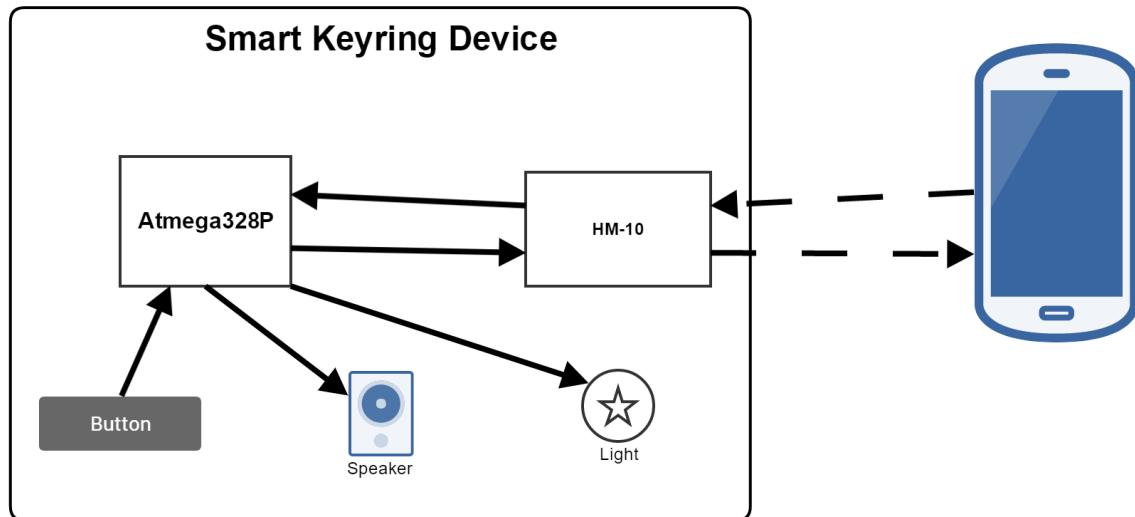 Smart Keyring Device
Atmega328P
HM-10
Button
Speaker
Light